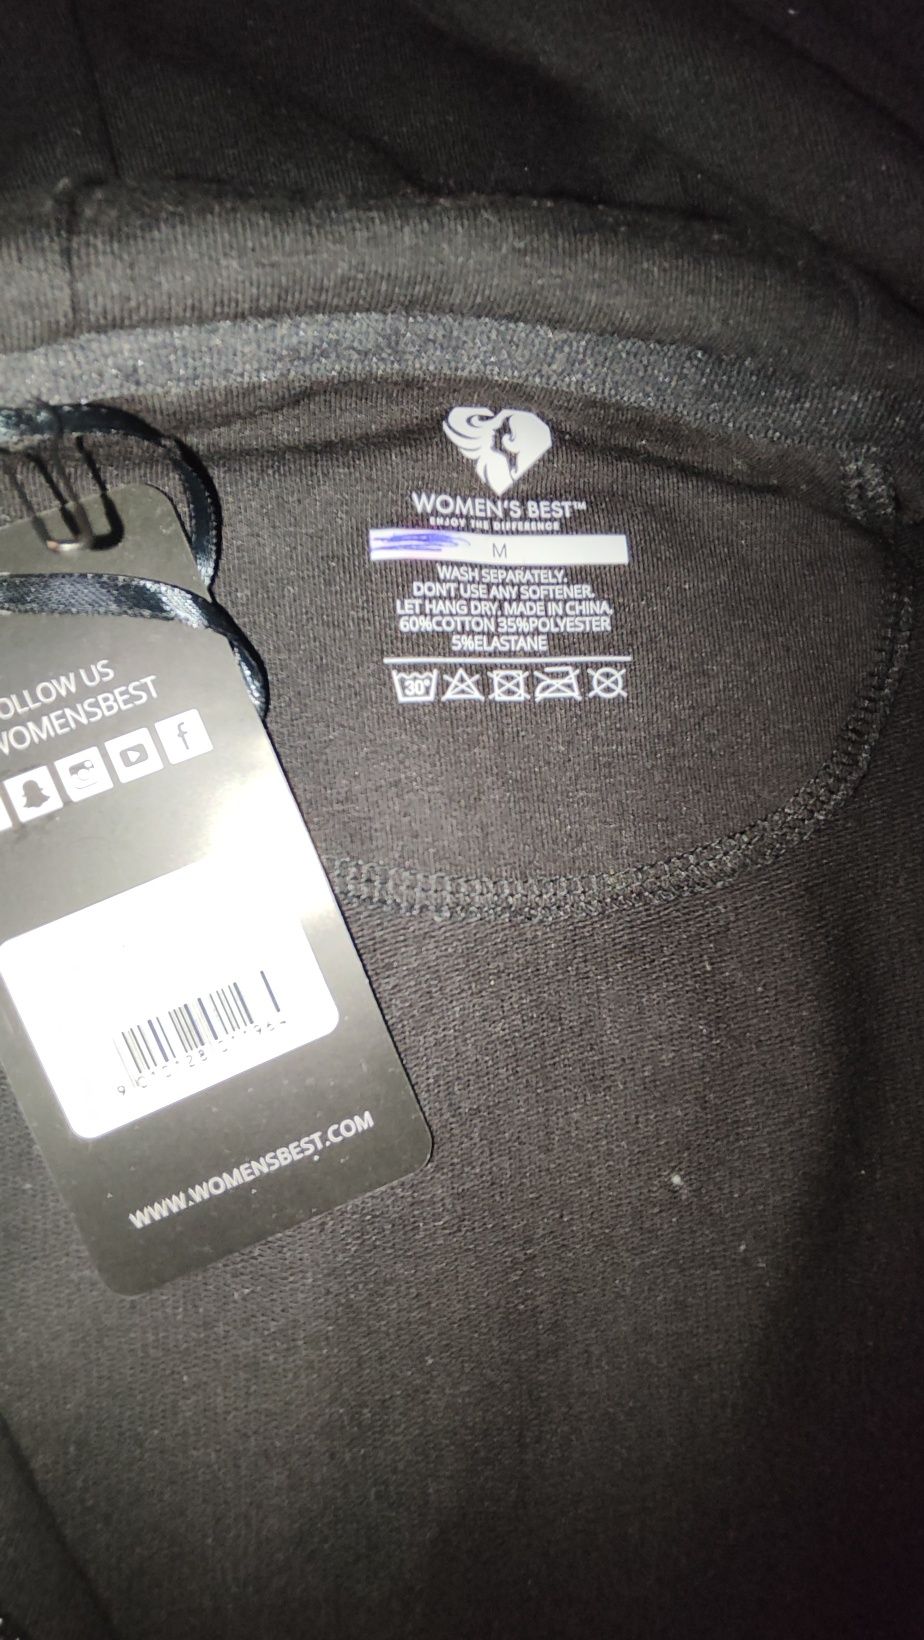 WOMEN'S BEST™
ENJOY THE DIFFERENCE
M
WASH SEPARATELY.
DON'T USE ANY SOFTENER.
LET HANG DRY. MADE IN CHINA.
60%COTTON 35%POLYESTER
5%ELASTANE
30°
OLLOW US
WOMENSBEST
WWW.WOMENSBEST.COM